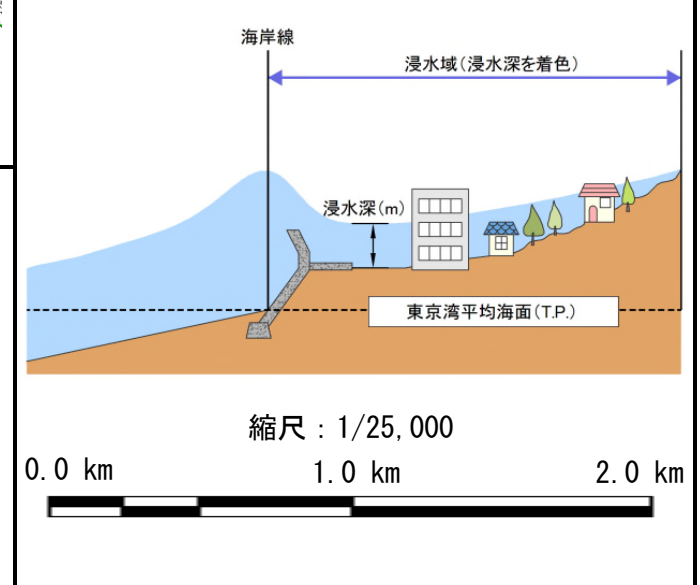 海岸線
浸水域(浸水深を着色)
浸水深(m)
東京湾平均海面(T.P.)
縮尺：1/25,000
0.0 km 1.0 km 2.0 km